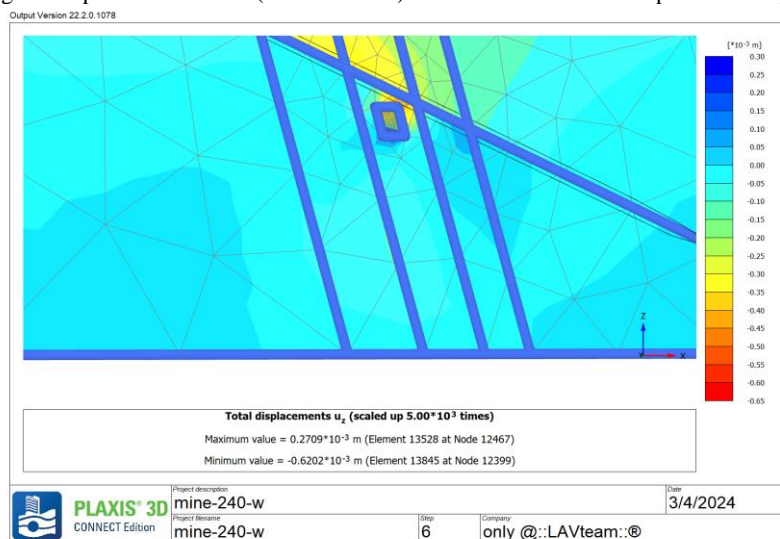 Output Version 22.2.0.1078
[*10-3 m]
0.30
0.25
0.20
0.15
0.10
0.05
0.00
-0.05
-0.10
-0.15
-0.20
-0.25
-0.30
-0.35
-0.40
-0.45
-0.50
-0.55
-0.60
-0.65
Z
X
Total displacements uz (scaled up 5.00*10³ times)
Maximum value = 0.2709*10-3 m (Element 13528 at Node 12467)
Minimum value = -0.6202*10-3 m (Element 13845 at Node 12399)
PLAXIS® 3D
CONNECT Edition
Project description
mine-240-w
Date
3/4/2024
Project filename
mine-240-w
Step
6
Company
only @::LAVteam::®